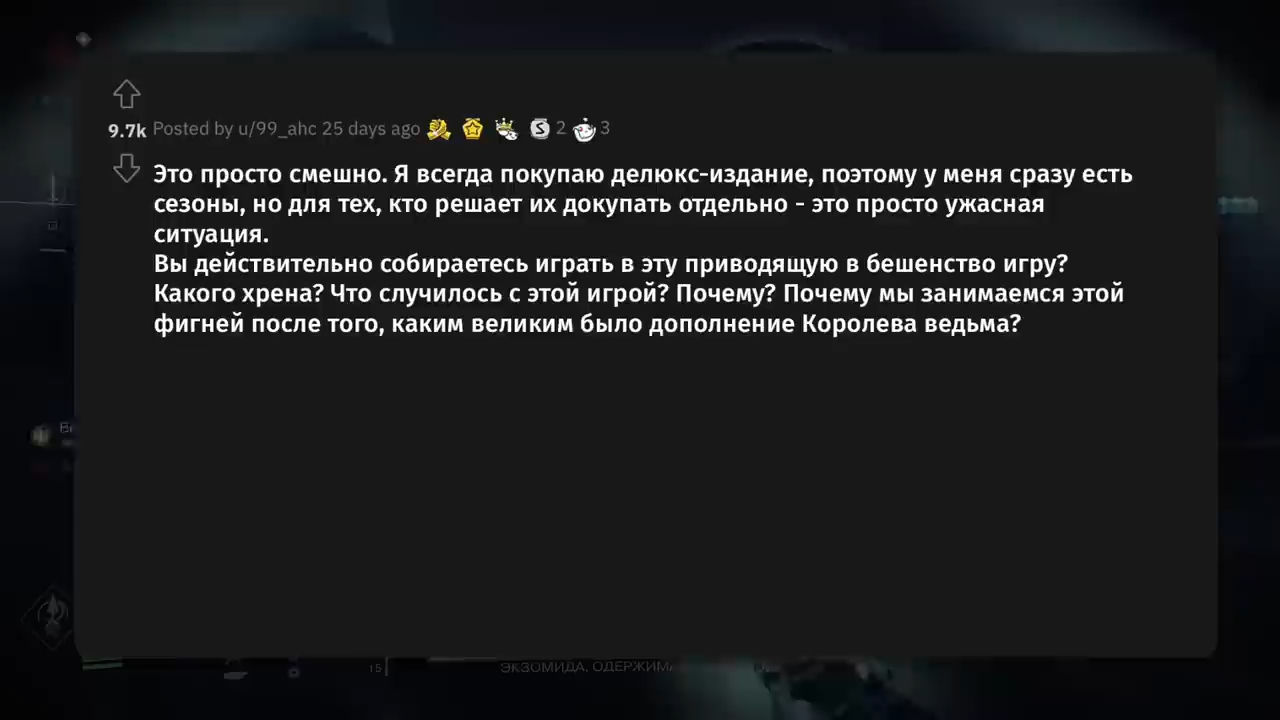 9.7k Posted by u/99_ahc 25 days ago 2 3
Это просто смешно. Я всегда покупаю делюкс-издание, поэтому у меня сразу есть
сезоны, но для тех, кто решает их докупать отдельно - это просто ужасная
ситуация.
Вы действительно собираетесь играть в эту приводящую в бешенство игру?
Какого хрена? Что случилось с этой игрой? Почему? Почему мы занимаемся этой
фигней после того, каким великим было дополнение Королева ведьма?
15
ЭКЗОМИДА, ОДЕРЖИМА